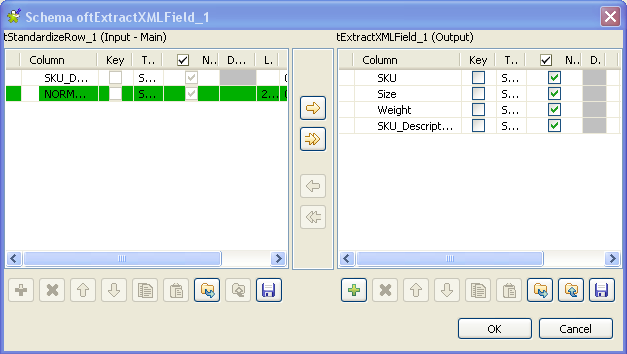 Schema oftExtractXMLField_1
tStandardizeRow_1 (Input - Main)
Column Key T... N.. D... L..
SKU_D... S...
NORM... S... 2...
tExtractXMLField_1 (Output)
Column Key T... N... D.
SKU S...
Size S...
Weight S...
SKU_Descript... S...
OK Cancel